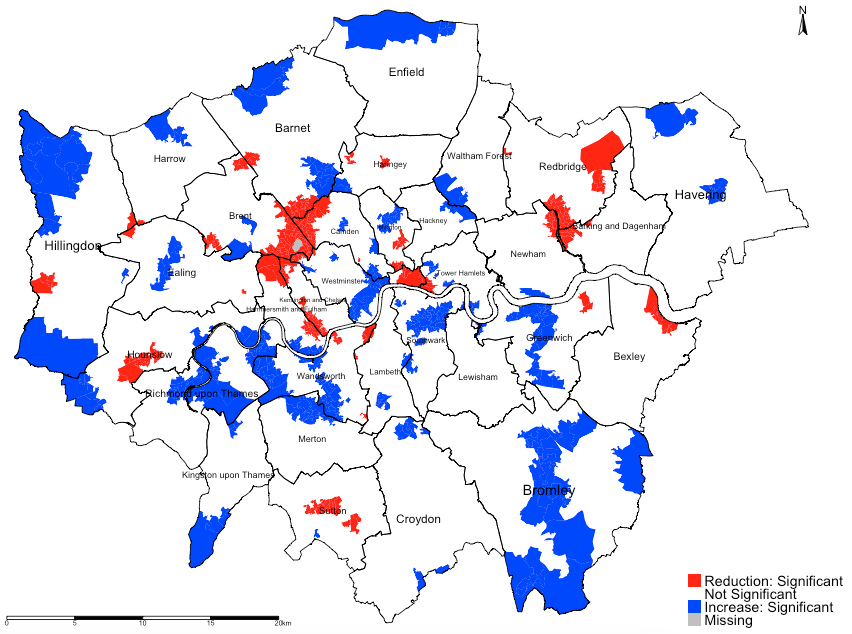 N
Enfield
Barnet
Harrow
Haringey
Waltham Forest
Redbridge
Havering
Brent
Hackney
Camden
Islington
Barking and Dagenham
Hillingdon
Ealing
Newham
Tower Hamlets
Westminster
Kensington and Chelsea
Hammersmith and Fulham
Southwark
Greenwich
Hounslow
Bexley
Lambeth
Wandsworth
Lewisham
Richmond upon Thames
Merton
Kingston upon Thames
Bromley
Sutton
Croydon
Reduction: Significant
Not Significant
Increase: Significant
Missing
0 5 10 15 20km